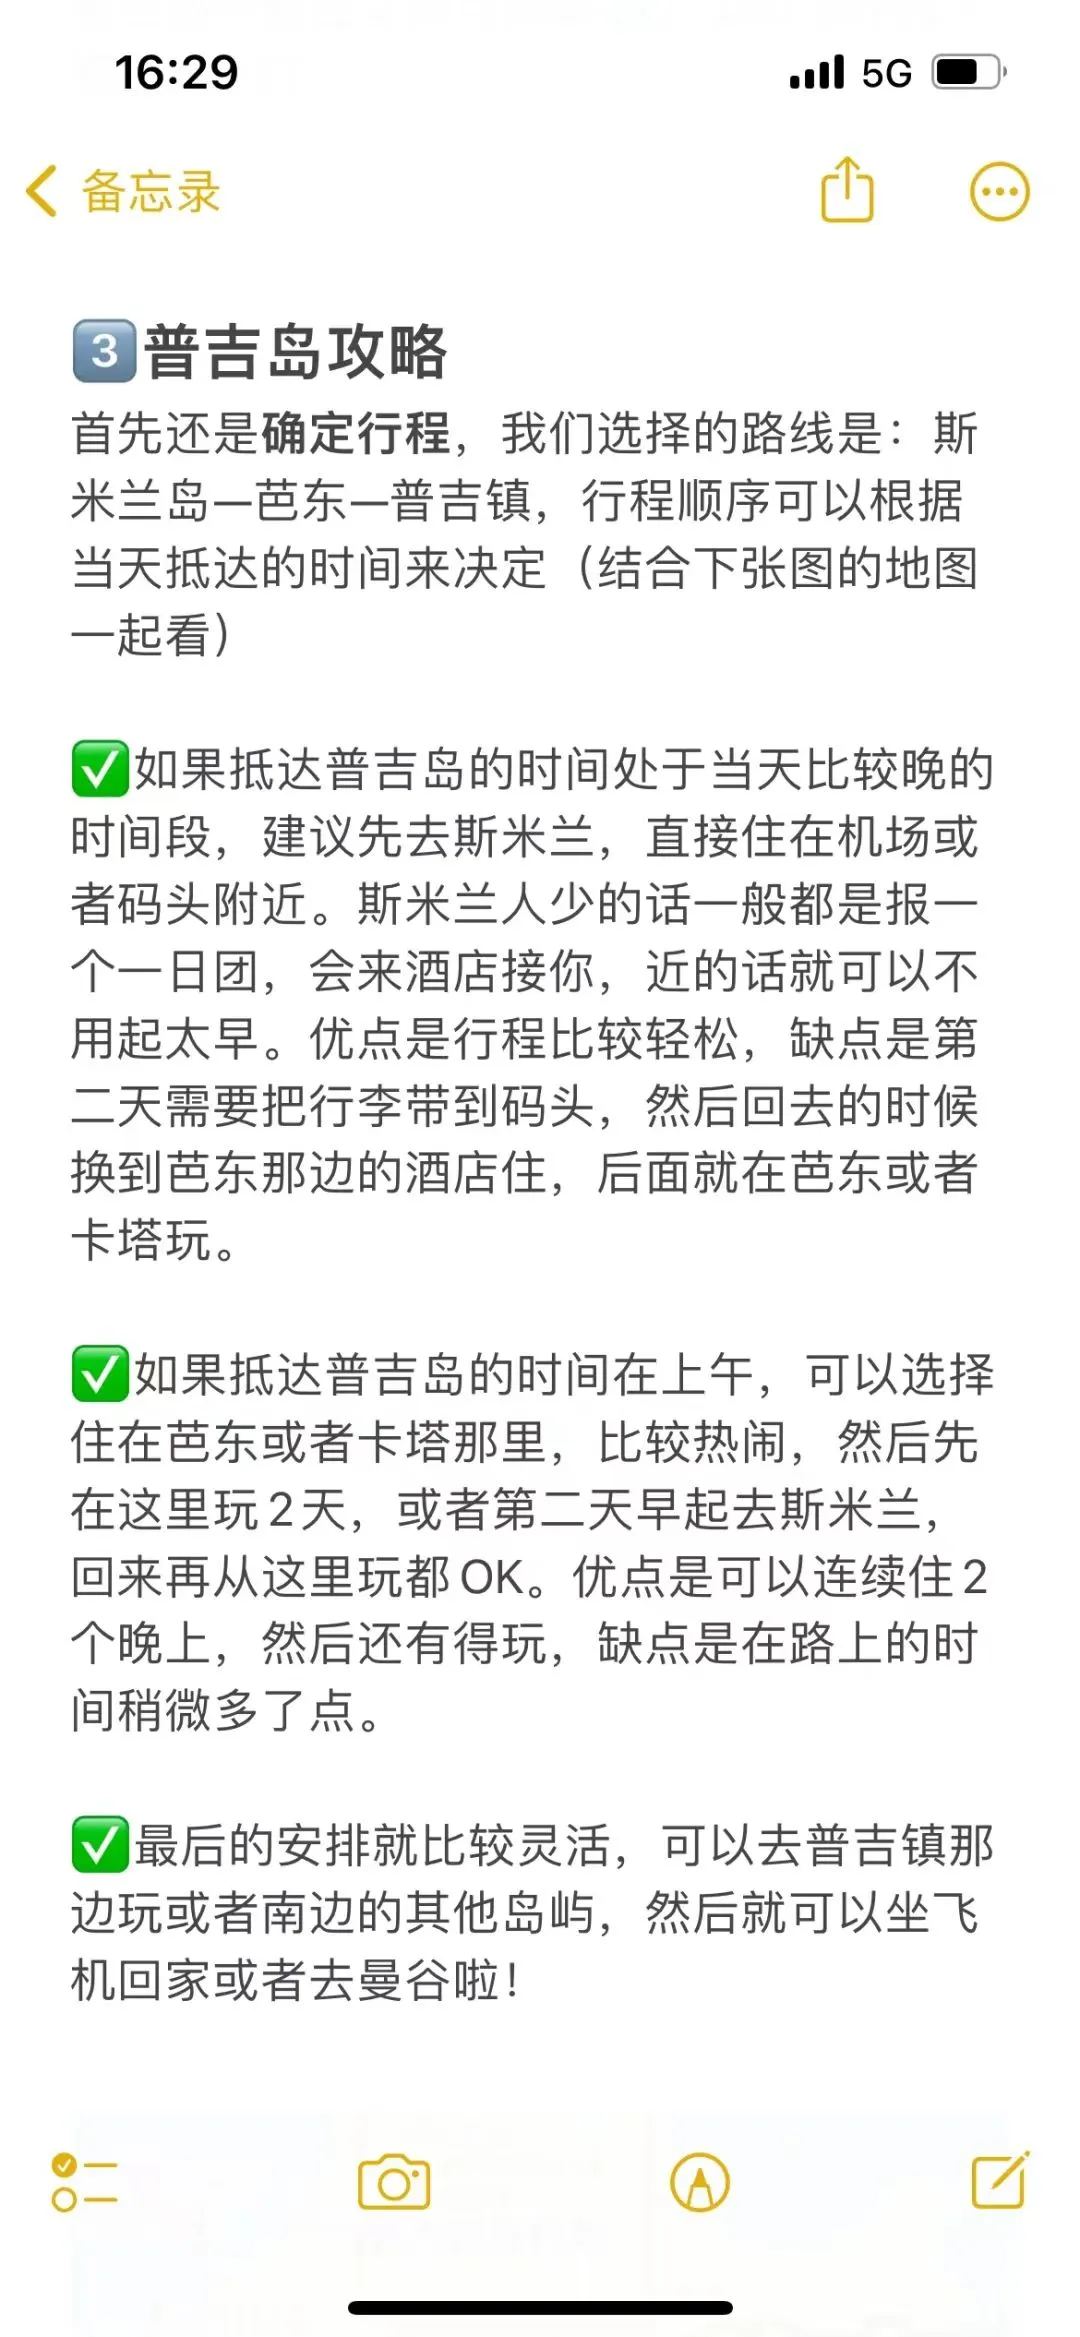 16:29
5G
备忘录
3️⃣普吉岛攻略
首先还是确定行程，我们选择的路线是：斯
米兰岛—芭东—普吉镇，行程顺序可以根据
当天抵达的时间来决定（结合下张图的地图
一起看）
✅如果抵达普吉岛的时间处于当天比较晚的
时间段，建议先去斯米兰，直接住在机场或
者码头附近。斯米兰人少的话一般都是报一
个一日团，会来酒店接你，近的话就可以不
用起太早。优点是行程比较轻松，缺点是第
二天需要把行李带到码头，然后回去的时候
换到芭东那边的酒店住，后面就在芭东或者
卡塔玩。
✅如果抵达普吉岛的时间在上午，可以选择
住在芭东或者卡塔那里，比较热闹，然后先
在这里玩2天，或者第二天早起去斯米兰，
回来再从这里玩都OK。优点是可以连续住2
个晚上，然后还有得玩，缺点是在路上的时
间稍微多了点。
✅最后的安排就比较灵活，可以去普吉镇那
边玩或者南边的其他岛屿，然后就可以坐飞
机回家或者去曼谷啦！